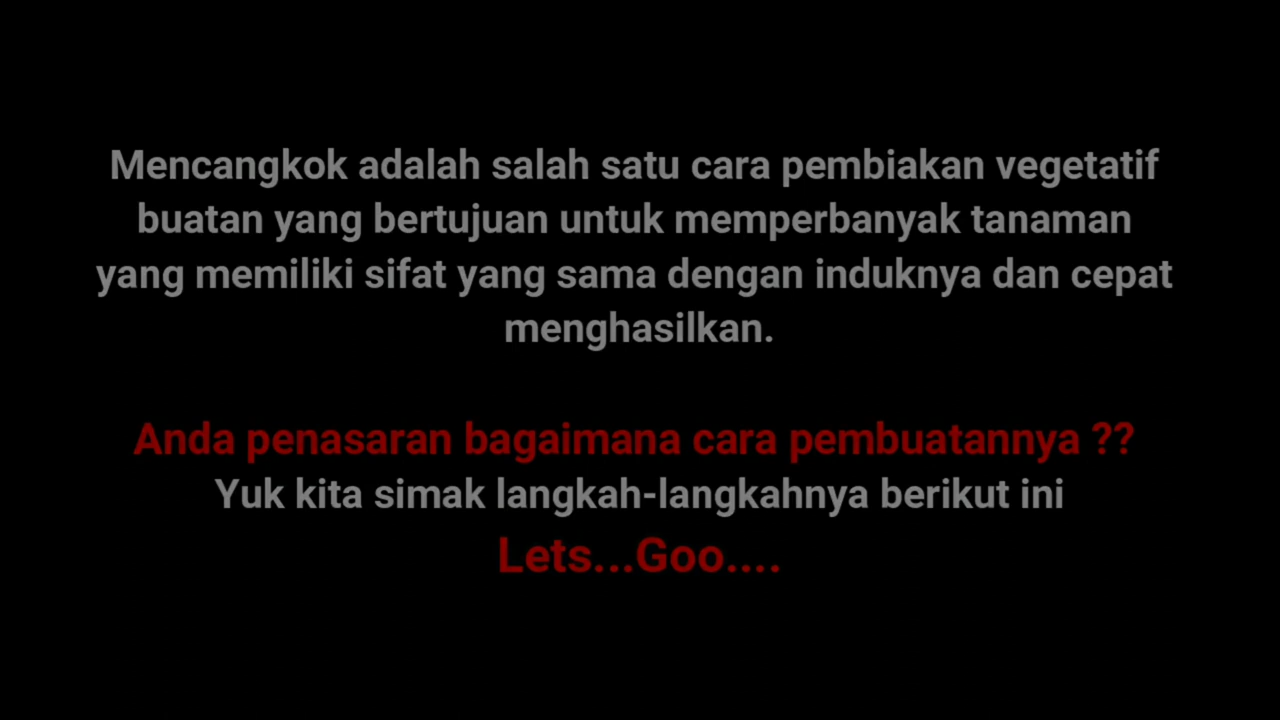 Mencangkok adalah salah satu cara pembiakan vegetatif
buatan yang bertujuan untuk memperbanyak tanaman
yang memiliki sifat yang sama dengan induknya dan cepat
menghasilkan.
Anda penasaran bagaimana cara pembuatannya ??
Yuk kita simak langkah-langkahnya berikut ini
Lets...Goo....